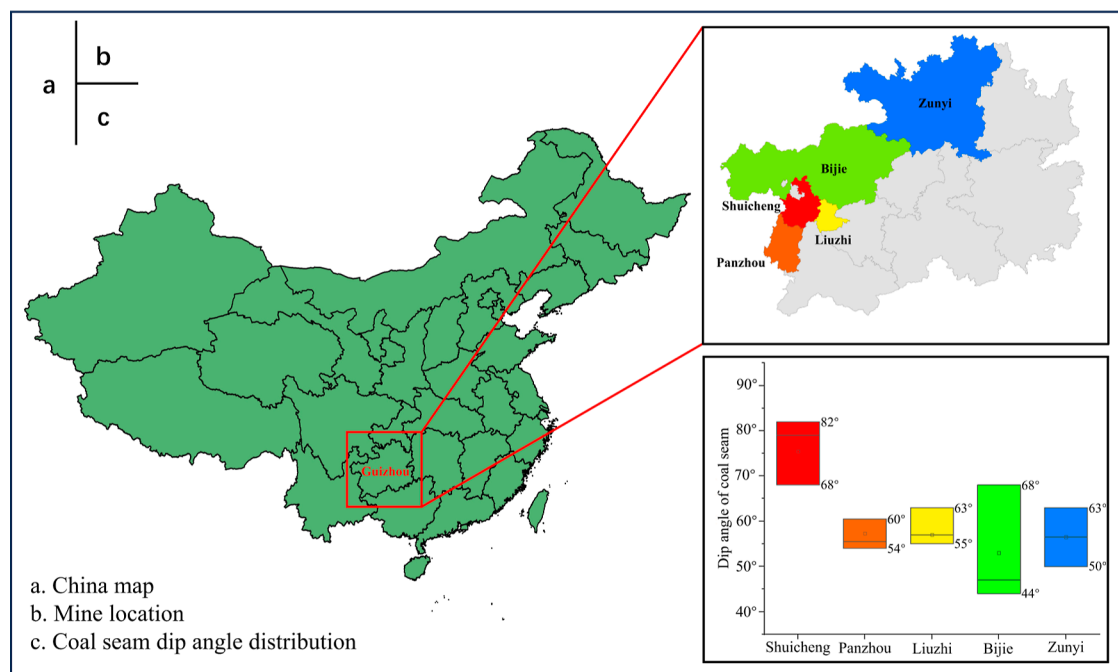 a
b
c
Guizhou
a. China map
b. Mine location
c. Coal seam dip angle distribution
Zunyi
Bijie
Shuicheng
Liuzhi
Panzhou
Dip angle of coal seam
90°
80°
70°
60°
50°
40°
82°
68°
60°
54°
63°
55°
68°
44°
63°
50°
Shuicheng
Panzhou
Liuzhi
Bijie
Zunyi